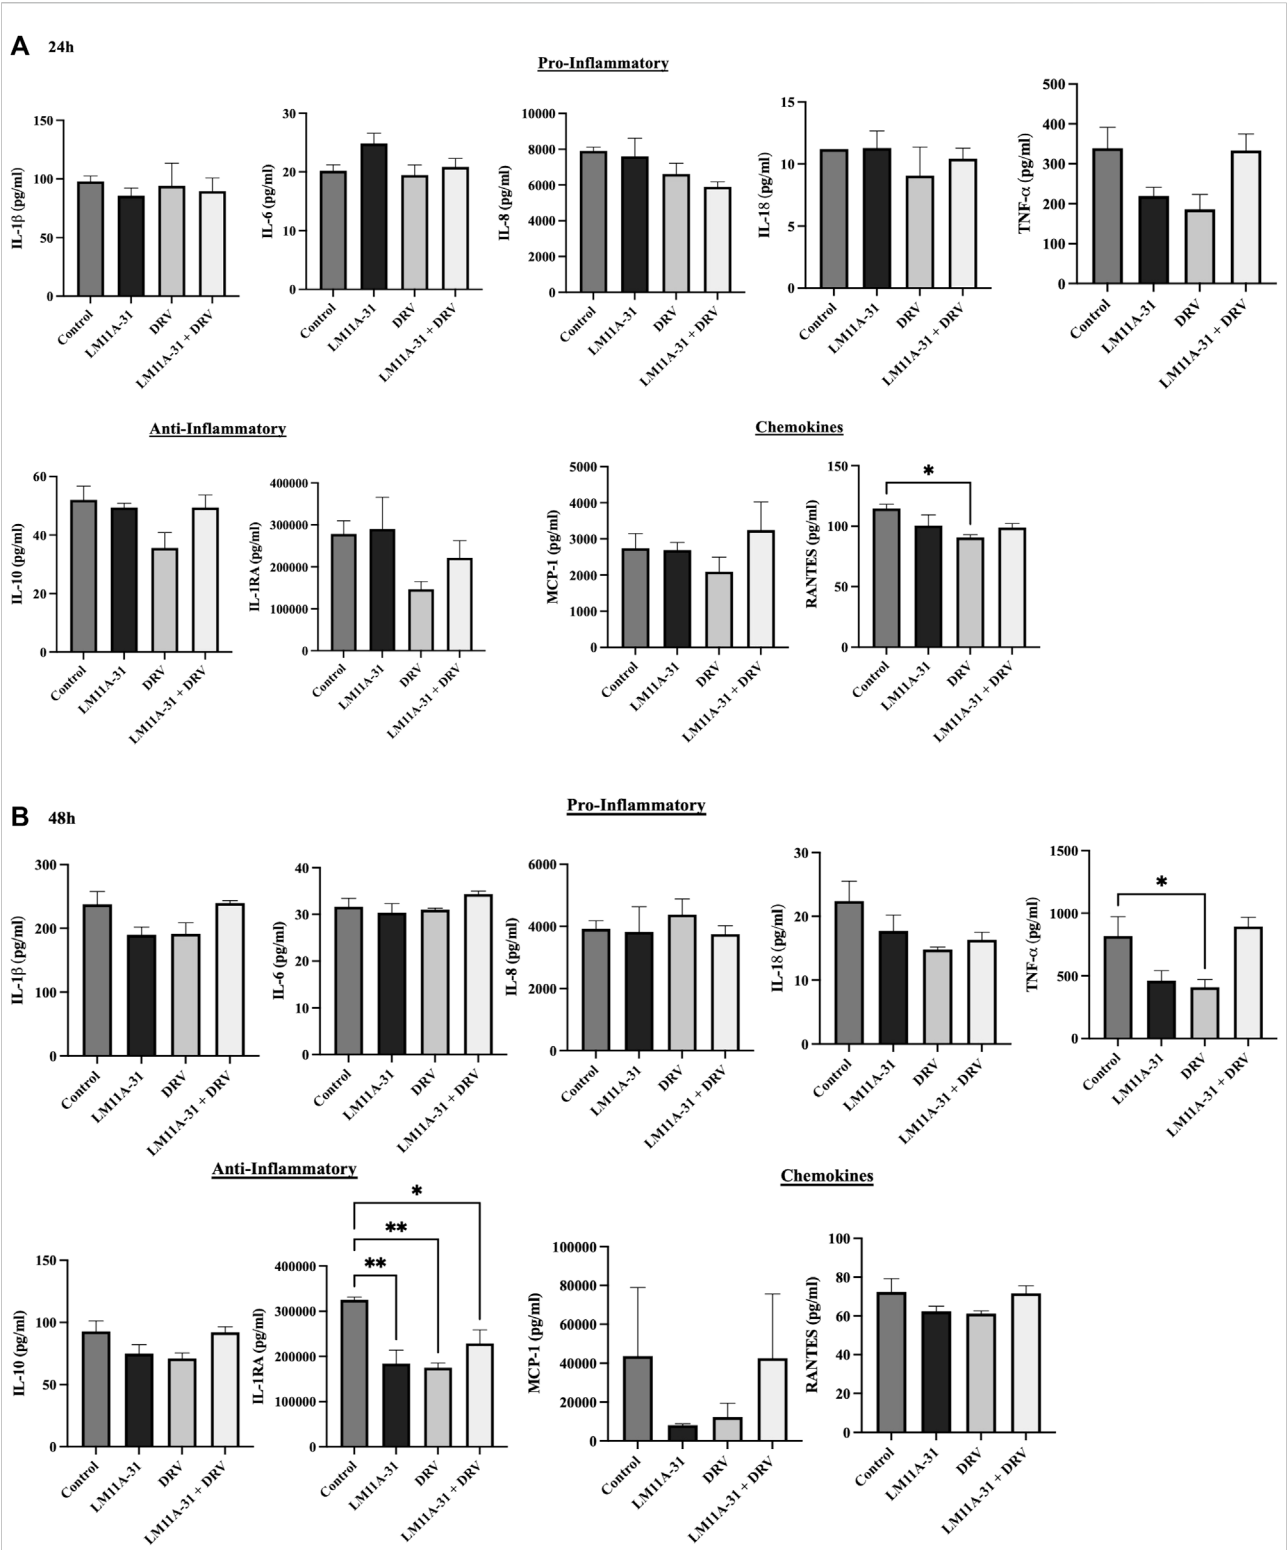 A 24h
Pro-Inflammatory
IL-1β (pg/ml)
150
100
50
0
Control
LM11A-31
DRV
LM11A-31 + DRV
IL-6 (pg/ml)
30
20
10
0
Control
LM11A-31
DRV
LM11A-31 + DRV
IL-8 (pg/ml)
10000
8000
6000
4000
2000
0
Control
LM11A-31
DRV
LM11A-31 + DRV
IL-18 (pg/ml)
15
10
5
0
Control
LM11A-31
DRV
LM11A-31 + DRV
TNF-α (pg/ml)
500
400
300
200
100
0
Control
LM11A-31
DRV
LM11A-31 + DRV
Anti-Inflammatory
IL-10 (pg/ml)
60
40
20
0
Control
LM11A-31
DRV
LM11A-31 + DRV
IL-1RA (pg/ml)
400000
300000
200000
100000
0
Control
LM11A-31
DRV
LM11A-31 + DRV
Chemokines
MCP-1 (pg/ml)
5000
4000
3000
2000
1000
0
Control
LM11A-31
DRV
LM11A-31 + DRV
RANTES (pg/ml)
150
100
50
0
*
Control
LM11A-31
DRV
LM11A-31 + DRV
B 48h
Pro-Inflammatory
IL-1β (pg/ml)
300
200
100
0
Control
LM11A-31
DRV
LM11A-31 + DRV
IL-6 (pg/ml)
40
30
20
10
0
Control
LM11A-31
DRV
LM11A-31 + DRV
IL-8 (pg/ml)
6000
4000
2000
0
Control
LM11A-31
DRV
LM11A-31 + DRV
IL-18 (pg/ml)
30
20
10
0
Control
LM11A-31
DRV
LM11A-31 + DRV
TNF-α (pg/ml)
1500
1000
500
0
*
Control
LM11A-31
DRV
LM11A-31 + DRV
Anti-Inflammatory
IL-10 (pg/ml)
150
100
50
0
Control
LM11A-31
DRV
LM11A-31 + DRV
IL-1RA (pg/ml)
400000
300000
200000
100000
0
*
**
**
Control
LM11A-31
DRV
LM11A-31 + DRV
Chemokines
MCP-1 (pg/ml)
100000
80000
60000
40000
20000
0
Control
LM11A-31
DRV
LM11A-31 + DRV
RANTES (pg/ml)
100
80
60
40
20
0
Control
LM11A-31
DRV
LM11A-31 + DRV